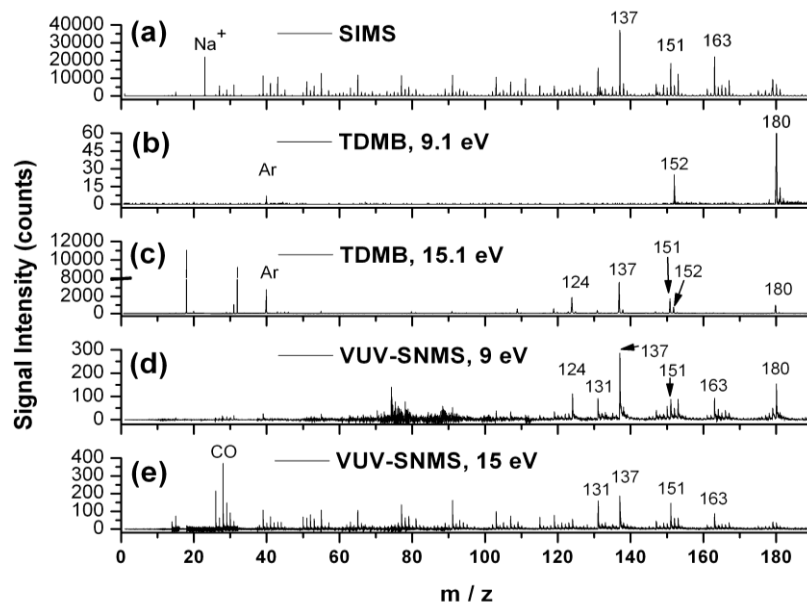 40000
30000
20000
10000
0
(a)
Na+
SIMS
137
151
163
60
45
30
15
0
(b)
Ar
TDMB, 9.1 eV
152
180
12000
10000
8000
2000
0
(c)
Ar
TDMB, 15.1 eV
124
137
151
152
180
300
200
100
0
(d)
VUV-SNMS, 9 eV
124
131
137
151
163
180
400
300
200
100
0
(e)
CO
VUV-SNMS, 15 eV
131
137
151
163
0 20 40 60 80 100 120 140 160 180
m / z
Signal Intensity (counts)